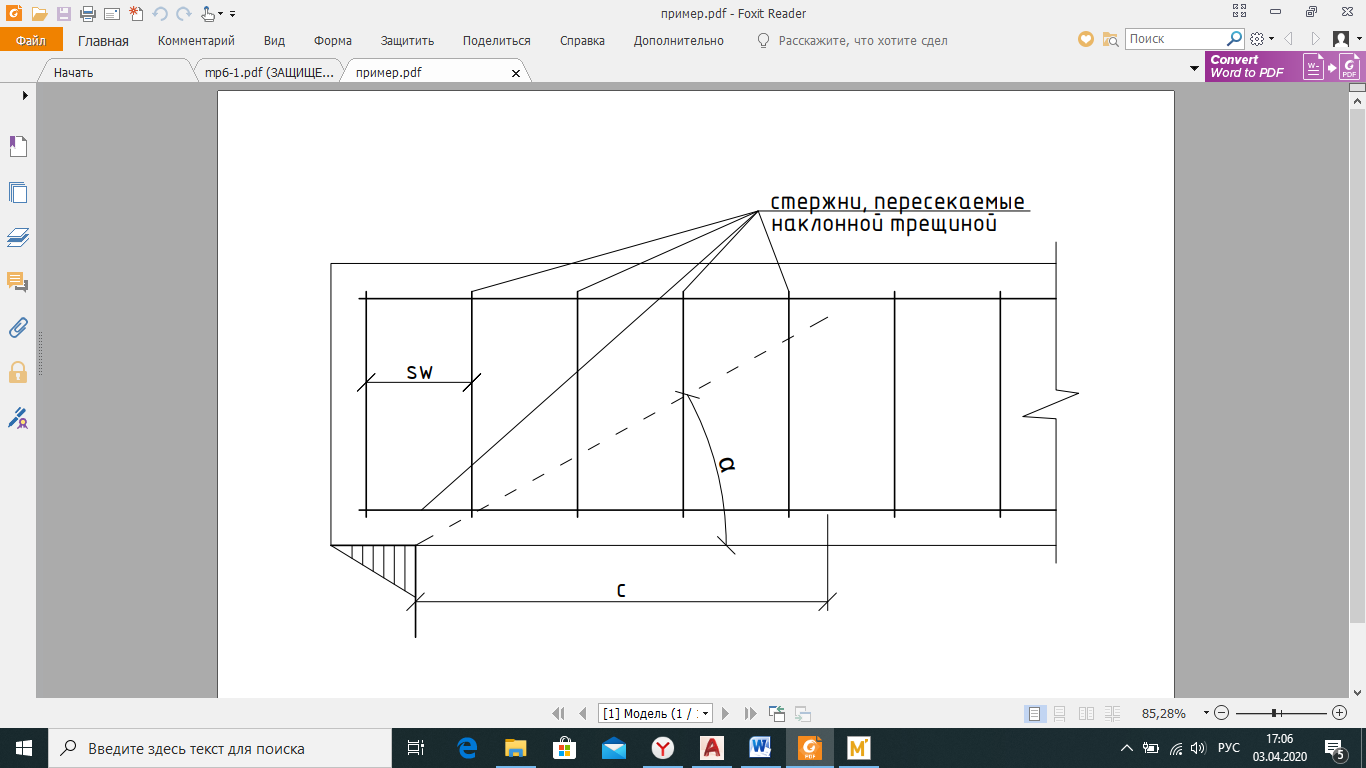 пример.pdf - Foxit Reader
Файл Главная Комментарий Вид Форма Защитить Поделиться Справка Дополнительно Расскажите, что хотите сдел Поиск
Начать mp6-1.pdf (ЗАЩИЩЕ... пример.pdf
Convert
Word to PDF
W
PDF
стержни, пересекаемые
наклонной трещиной
sw
α
c
[1] Модель (1 / 85,28%
Введите здесь текст для поиска
РУС
17:06
03.04.2020
5